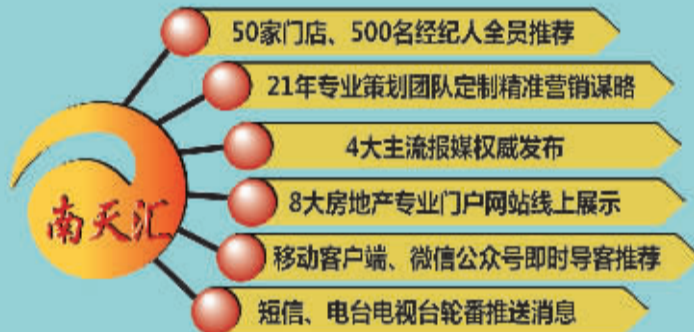 50家门店、500名经纪人全员推荐
21年专业策划团队定制精准营销谋略
4大主流报媒权威发布
南天汇
8大房地产专业门户网站线上展示
移动客户端、微信公众号即时导客推荐
短信、电台电视台轮番推送消息